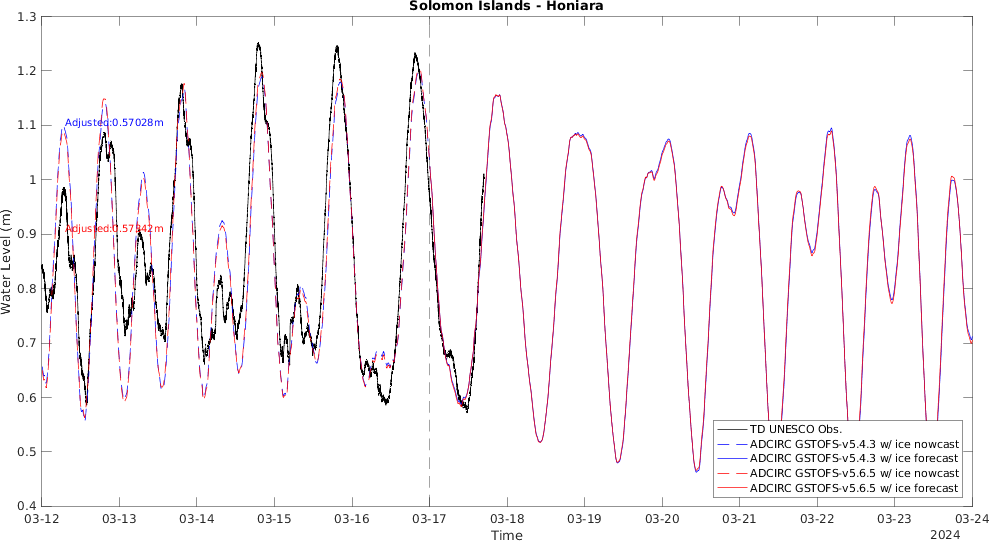 Solomon Islands - Honiara
1.3
1.2
1.1
1
0.9
0.8
0.7
0.6
0.5
0.4
Water Level (m)
Adjusted:0.57028m
Adjusted:0.57342m
TD UNESCO Obs.
ADCIRC GSTOFS-v5.4.3 w/ ice nowcast
ADCIRC GSTOFS-v5.4.3 w/ ice forecast
ADCIRC GSTOFS-v5.6.5 w/ ice nowcast
ADCIRC GSTOFS-v5.6.5 w/ ice forecast
03-12 03-13 03-14 03-15 03-16 03-17 03-18 03-19 03-20 03-21 03-22 03-23 03-24
Time
2024